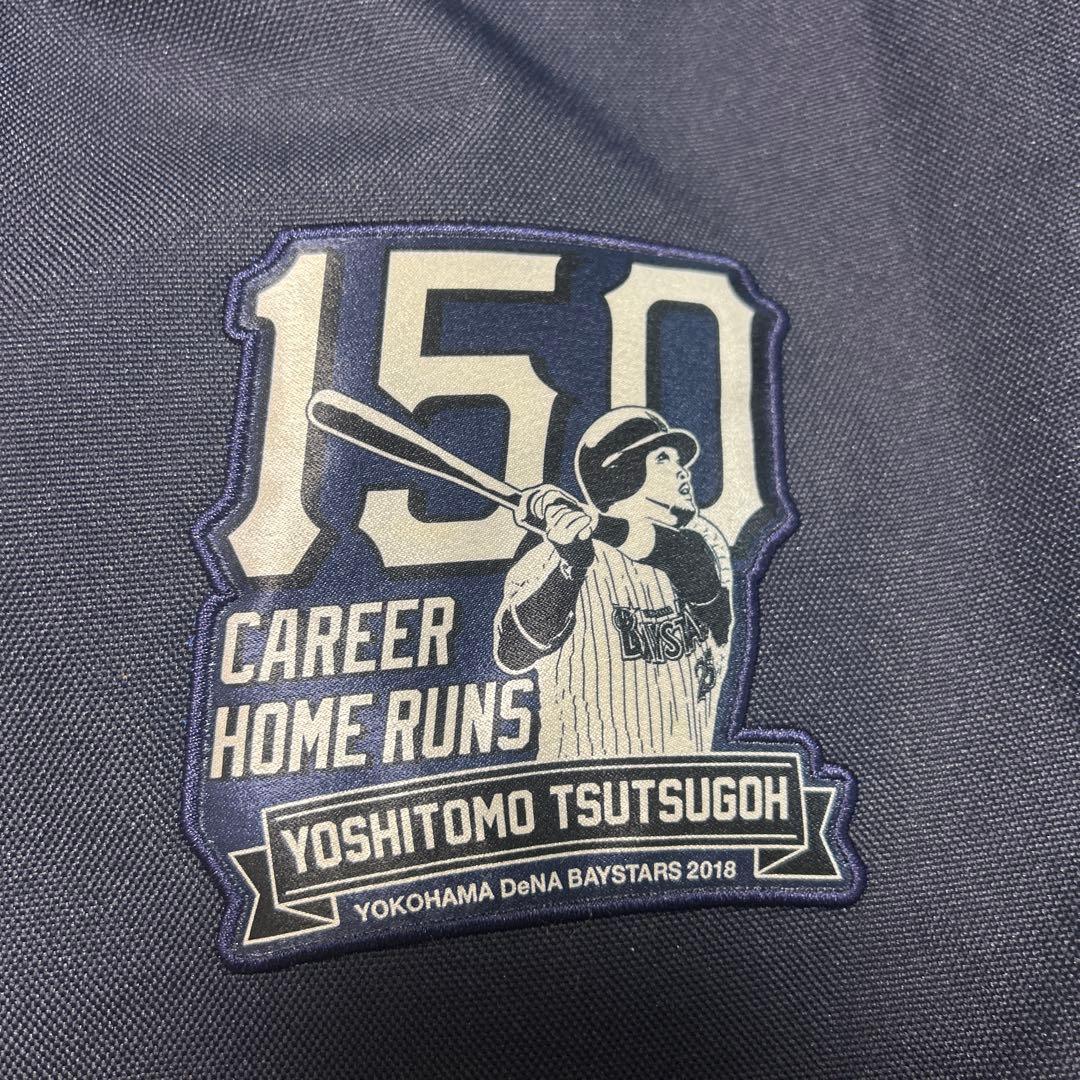 150
CAREER
HOME RUNS
YOSHITOMO TSUTSUGOH
YOKOHAMA DeNA BAYSTARS 2018